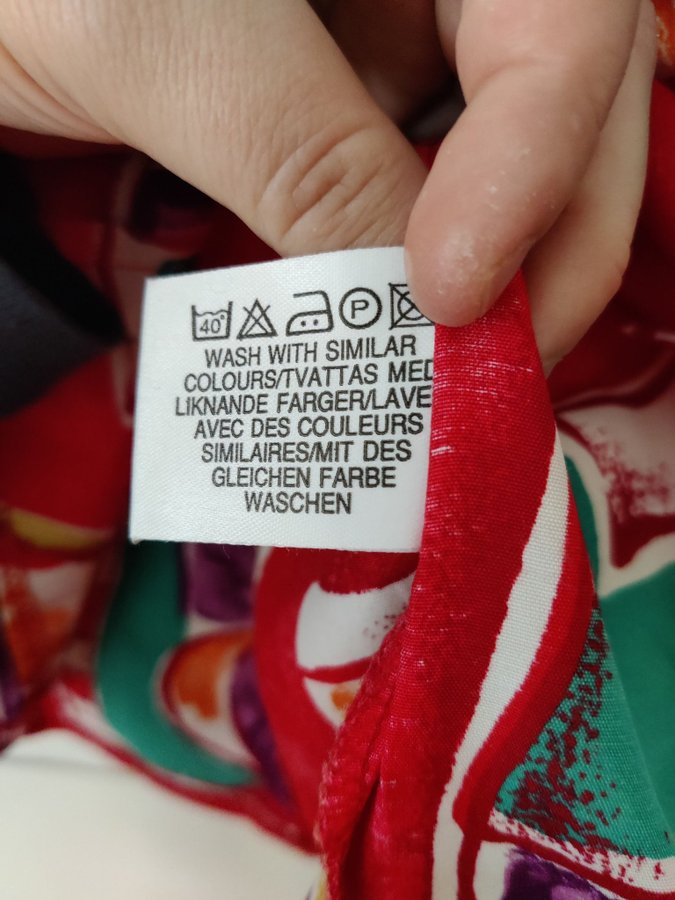 40° P
WASH WITH SIMILAR
COLOURS/TVATTAS MED
LIKNANDE FARGER/LAVE
AVEC DES COULEURS
SIMILAIRES/MIT DES
GLEICHEN FARBE
WASCHEN